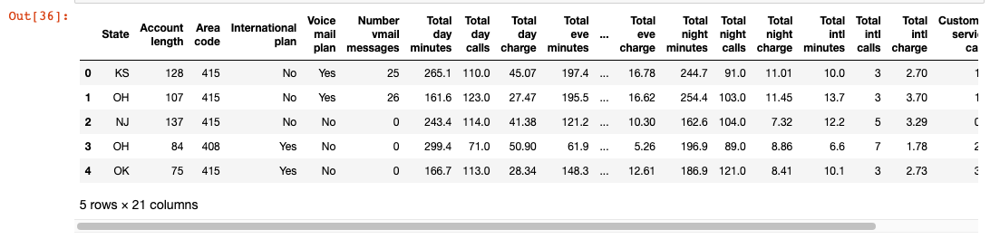 Out[36]:
State Account length Area code International plan Voice mail plan Number vmail messages Total day minutes Total day calls Total day charge Total eve minutes ... Total eve charge Total night minutes Total night calls Total night charge Total intl minutes Total intl calls Total intl charge Custom servi ca
0 KS 128 415 No Yes 25 265.1 110.0 45.07 197.4 ... 16.78 244.7 91.0 11.01 10.0 3 2.70 1
1 OH 107 415 No Yes 26 161.6 123.0 27.47 195.5 ... 16.62 254.4 103.0 11.45 13.7 3 3.70 1
2 NJ 137 415 No No 0 243.4 114.0 41.38 121.2 ... 10.30 162.6 104.0 7.32 12.2 5 3.29 0
3 OH 84 408 Yes No 0 299.4 71.0 50.90 61.9 ... 5.26 196.9 89.0 8.86 6.6 7 1.78 2
4 OK 75 415 Yes No 0 166.7 113.0 28.34 148.3 ... 12.61 186.9 121.0 8.41 10.1 3 2.73 3
5 rows × 21 columns